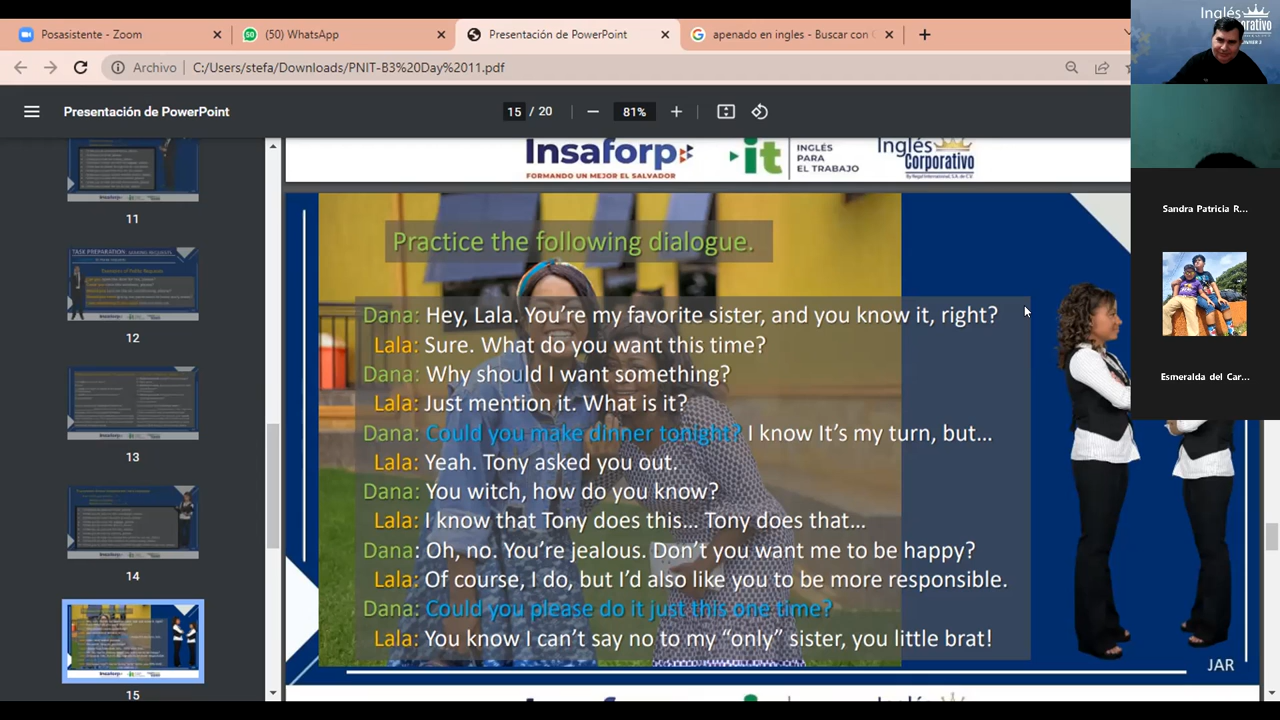 Posasistente - Zoom
(50) WhatsApp
Presentación de PowerPoint
apenado en ingles - Buscar con
Archivo
C:/Users/stefa/Downloads/PNIT-B3%20Day%2011.pdf
Presentación de PowerPoint
15 / 20
81%
11
12
13
14
15
Insaforp
FORMANDO UN MEJOR EL SALVADOR
it
INGLÉS
PARA
EL TRABAJO
Inglés
Corporativo
Practice the following dialogue.
Dana: Hey, Lala. You’re my favorite sister, and you know it, right?
Lala: Sure. What do you want this time?
Dana: Why should I want something?
Lala: Just mention it. What is it?
Dana: Could you make dinner tonight? I know It’s my turn, but...
Lala: Yeah. Tony asked you out.
Dana: You witch, how do you know?
Lala: I know that Tony does this... Tony does that...
Dana: Oh, no. You’re jealous. Don’t you want me to be happy?
Lala: Of course, I do, but I’d also like you to be more responsible.
Dana: Could you please do it just this one time?
Lala: You know I can’t say no to my “only” sister, you little brat!
JAR
Inglés
Sandra Patricia R...
Esmeralda del Car...